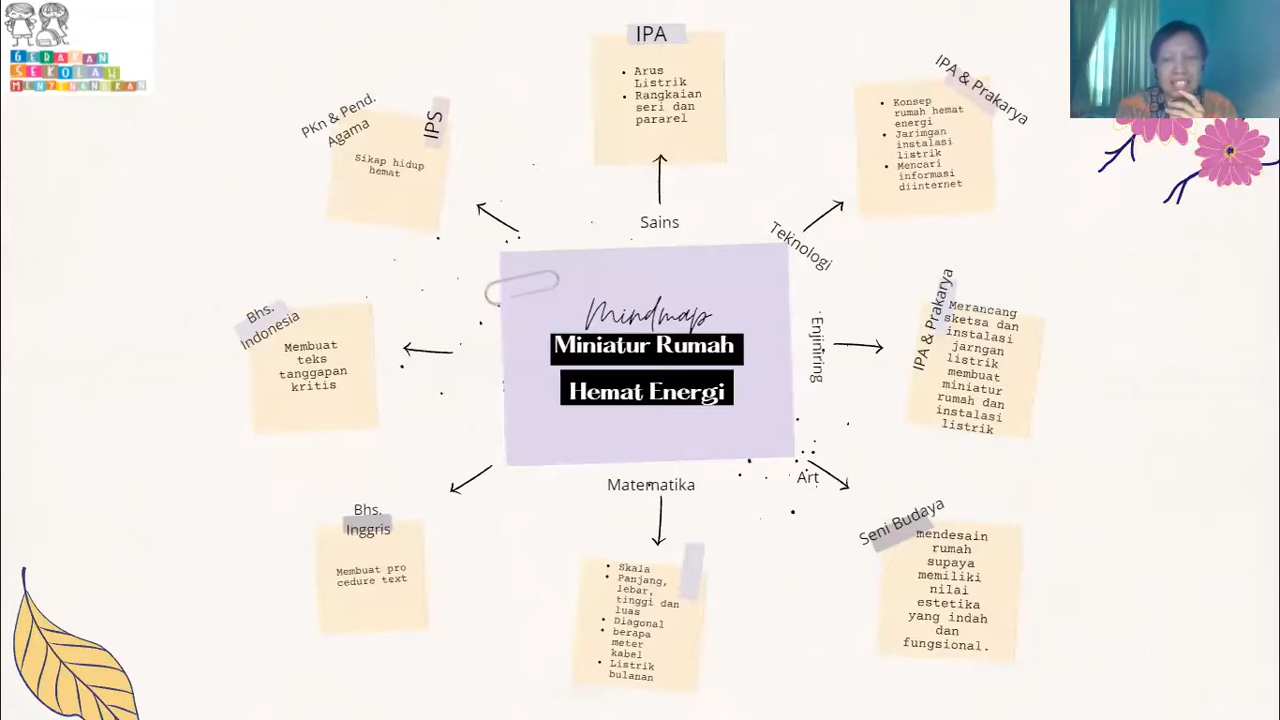 GERAKAN
SEKOLAH
MENYENANGKAN
IPA
Arus
Listrik
Rangkaian
seri dan
pararel
Sains
IPA & Prakarya
Konsep
rumah hemat
energi
Jarimgan
instalasi
listrik
Mencari
informasi
diinternet
Teknologi
PKn & Pend.
Agama
IPS
Sikap hidup
hemat
Mindmap
Miniatur Rumah
Hemat Energi
Enjiniring
IPA & Prakarya
Merancang
sketsa dan
instalasi
jarngan
listrik
membuat
miniatur
rumah dan
instalasi
listrik
Bhs.
Indonesia
Membuat
teks
tanggapan
kritis
Bhs.
Inggris
Membuat pro
cedure text
Matematika
Skala
Panjang,
lebar,
tinggi dan
luas
Diagonal
berapa
meter
kabel
Listrik
bulanan
Art
Seni Budaya
mendesain
rumah
supaya
memiliki
nilai
estetika
yang indah
dan
fungsional.